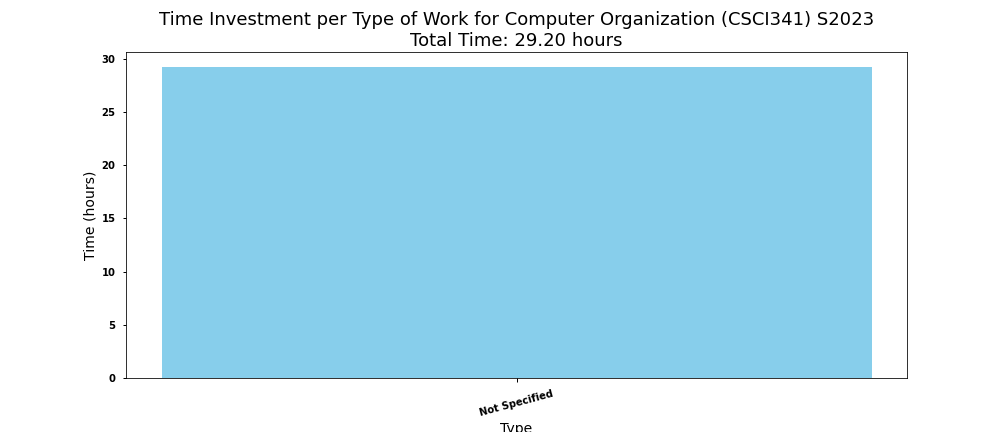 Time Investment per Type of Work for Computer Organization (CSCI341) S2023
Total Time: 29.20 hours
30
25
20
15
10
5
0
Time (hours)
Not Specified
Type